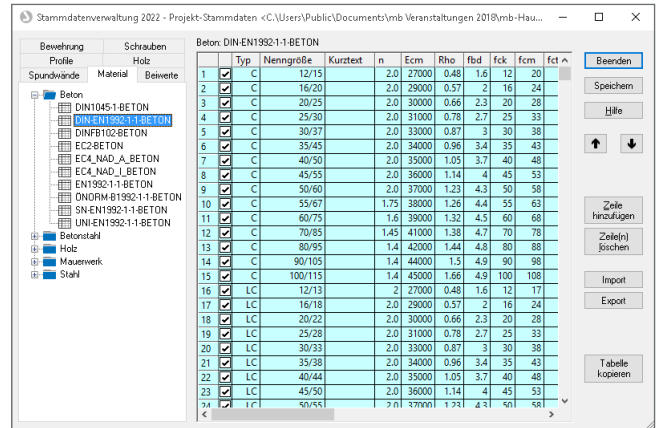 Stammdatenverwaltung 2022 - Projekt-Stammdaten <C:\Users\Public\Documents\mb Veranstaltungen 2018\mb-Hau...
Bewehrung Schrauben
Profile Holz
Spundwände Material Beiwerte
Beton
DIN1045-1-BETON
DIN-EN1992-1-1-BETON
DINFB102-BETON
EC2-BETON
EC4_NAD_A_BETON
EC4_NAD_I_BETON
EN1992-1-1-BETON
ÖNORM-B1992-1-1-BETON
SN-EN1992-1-1-BETON
UNI-EN1992-1-1-BETON
Betonstahl
Holz
Mauerwerk
Stahl
Beton: DIN-EN1992-1-1-BETON
Typ Nenngröße Kurztext n Ecm Rho fbd fck fcm fct
1 C 12/15 2.0 27000 0.48 1.6 12 20
2 C 16/20 2.0 29000 0.57 2 16 24
3 C 20/25 2.0 30000 0.66 2.3 20 28
4 C 25/30 2.0 31000 0.78 2.7 25 33
5 C 30/37 2.0 33000 0.87 3 30 38
6 C 35/45 2.0 34000 0.96 3.4 35 43
7 C 40/50 2.0 35000 1.05 3.7 40 48
8 C 45/55 2.0 36000 1.14 4 45 53
9 C 50/60 2.0 37000 1.23 4.3 50 58
10 C 55/67 1.75 38000 1.26 4.4 55 63
11 C 60/75 1.6 39000 1.32 4.5 60 68
12 C 70/85 1.45 41000 1.38 4.7 70 78
13 C 80/95 1.4 42000 1.44 4.8 80 88
14 C 90/105 1.4 44000 1.5 4.9 90 98
15 C 100/115 1.4 45000 1.66 4.9 100 108
16 LC 12/13 2 27000 0.48 1.6 12 17
17 LC 16/18 2.0 29000 0.57 2 16 24
18 LC 20/22 2.0 30000 0.66 2.3 20 28
19 LC 25/28 2.0 31000 0.78 2.7 25 33
20 LC 30/33 2.0 33000 0.87 3 30 38
21 LC 35/38 2.0 34000 0.96 3.4 35 43
22 LC 40/44 2.0 35000 1.05 3.7 40 48
23 LC 45/50 2.0 36000 1.14 4 45 53
24 LC 50/55 2.0 37000 1.23 4.3 50 58
Beenden
Speichern
Hilfe
Zeile
hinzufügen
Zeile(n)
löschen
Import
Export
Tabelle
kopieren